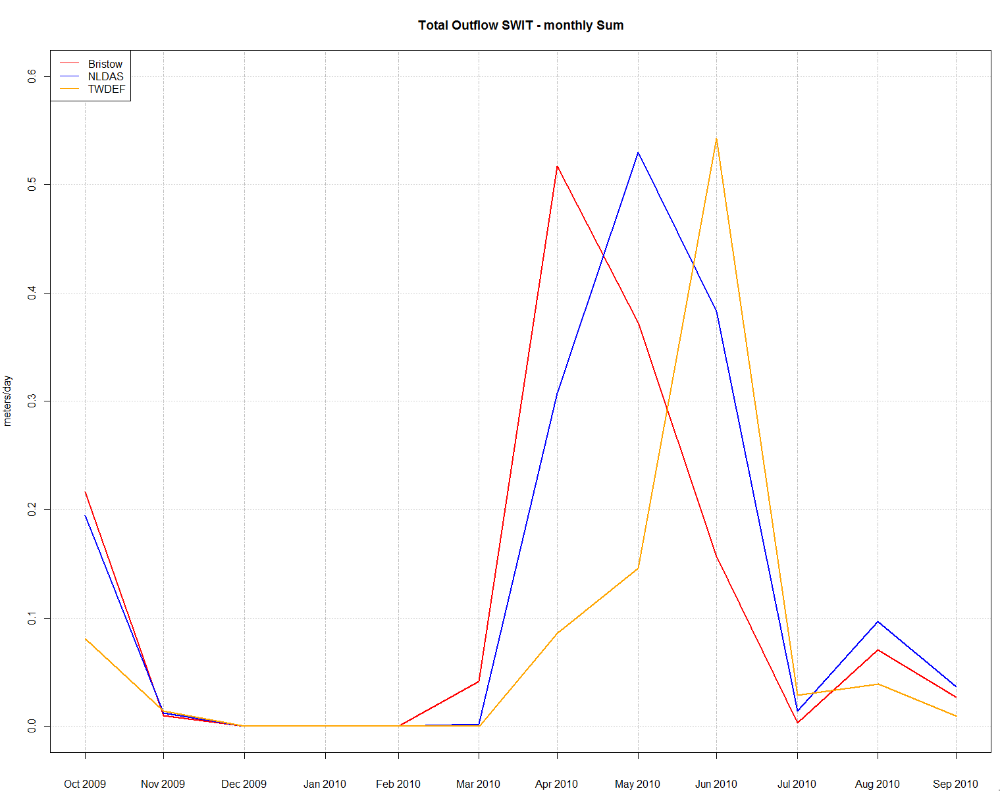 Total Outflow SWIT - monthly Sum
Bristow
NLDAS
TWDEF
0.6
0.5
0.4
0.3
0.2
0.1
0.0
meters/day
Oct 2009 Nov 2009 Dec 2009 Jan 2010 Feb 2010 Mar 2010 Apr 2010 May 2010 Jun 2010 Jul 2010 Aug 2010 Sep 2010